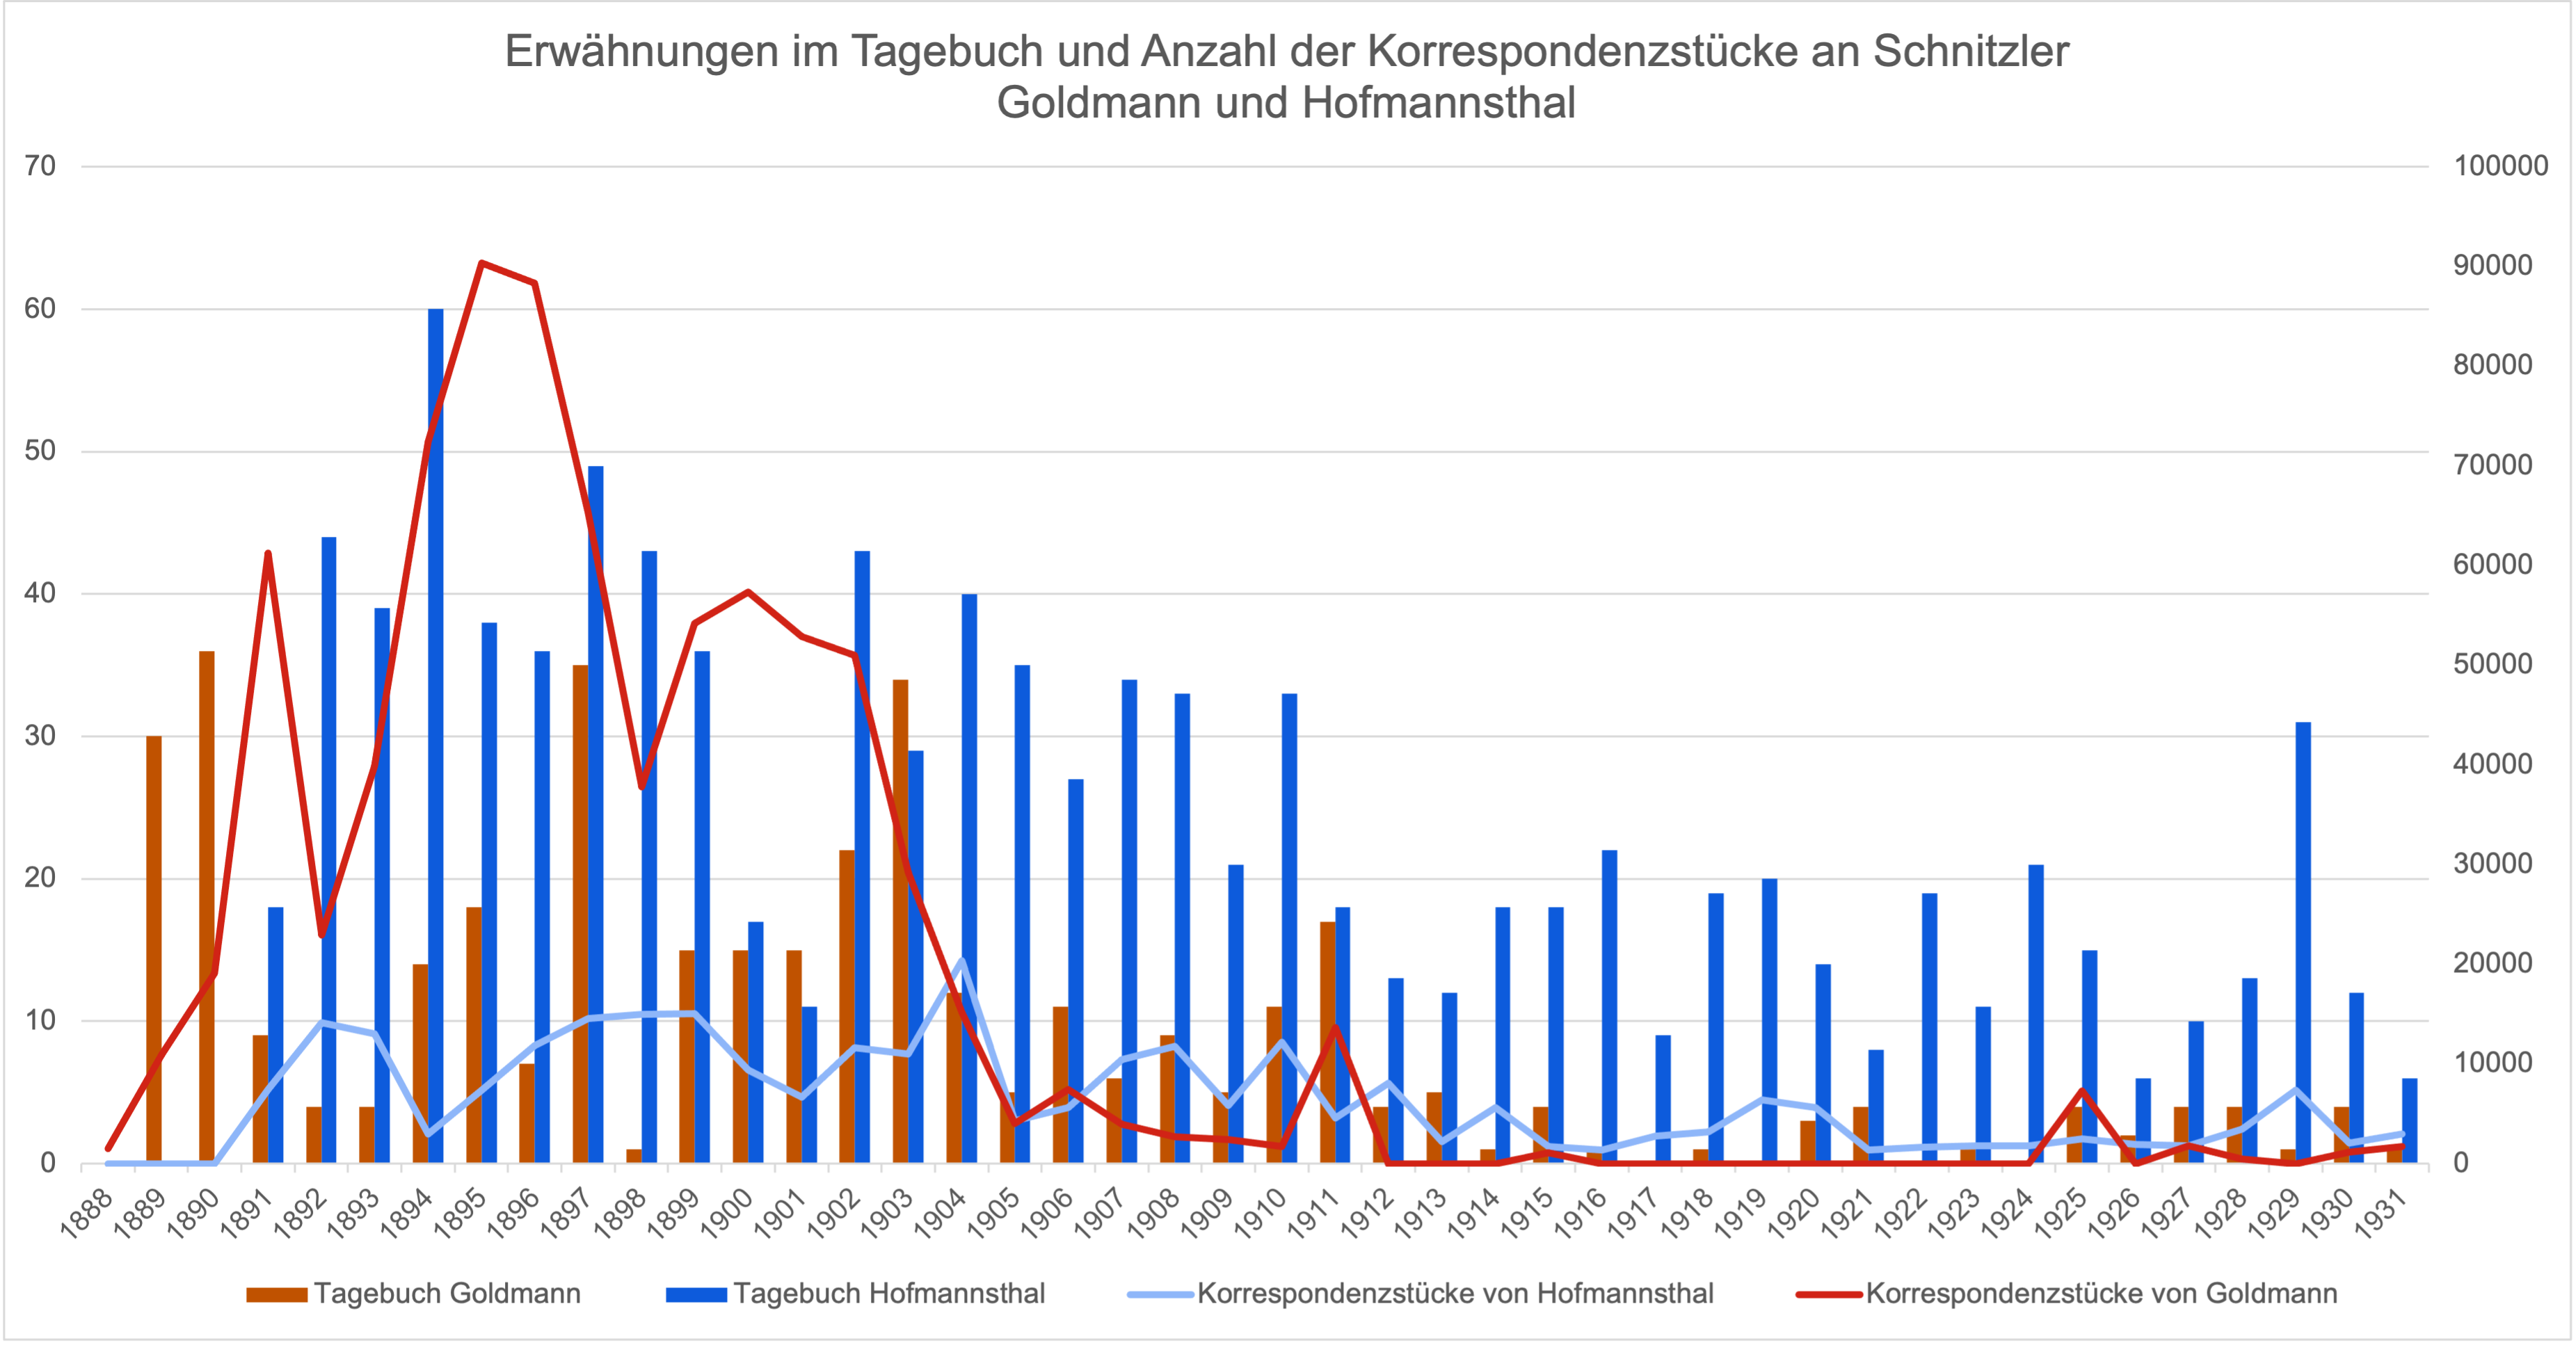 Erwähnungen im Tagebuch und Anzahl der Korrespondenzstücke an Schnitzler
Goldmann und Hofmannsthal
70 100000
60 90000
50 80000
40 70000
30 60000
20 50000
10 40000
0 30000
20000
10000
0
1888 1889 1890 1891 1892 1893 1894 1895 1896 1897 1898 1899 1900 1901 1902 1903 1904 1905 1906 1907 1908 1909 1910 1911 1912 1913 1914 1915 1916 1917 1918 1919 1920 1921 1922 1923 1924 1925 1926 1927 1928 1929 1930 1931
Tagebuch Goldmann Tagebuch Hofmannsthal Korrespondenzstücke von Hofmannsthal Korrespondenzstücke von Goldmann